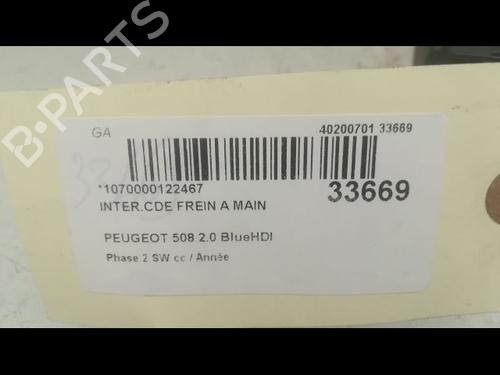 B-PARTS
GA
40200701 33669
*1070000122467
33669
INTER.CDE FREIN A MAIN
PEUGEOT 508 2.0 BlueHDI
Phase 2 SW cc / Année